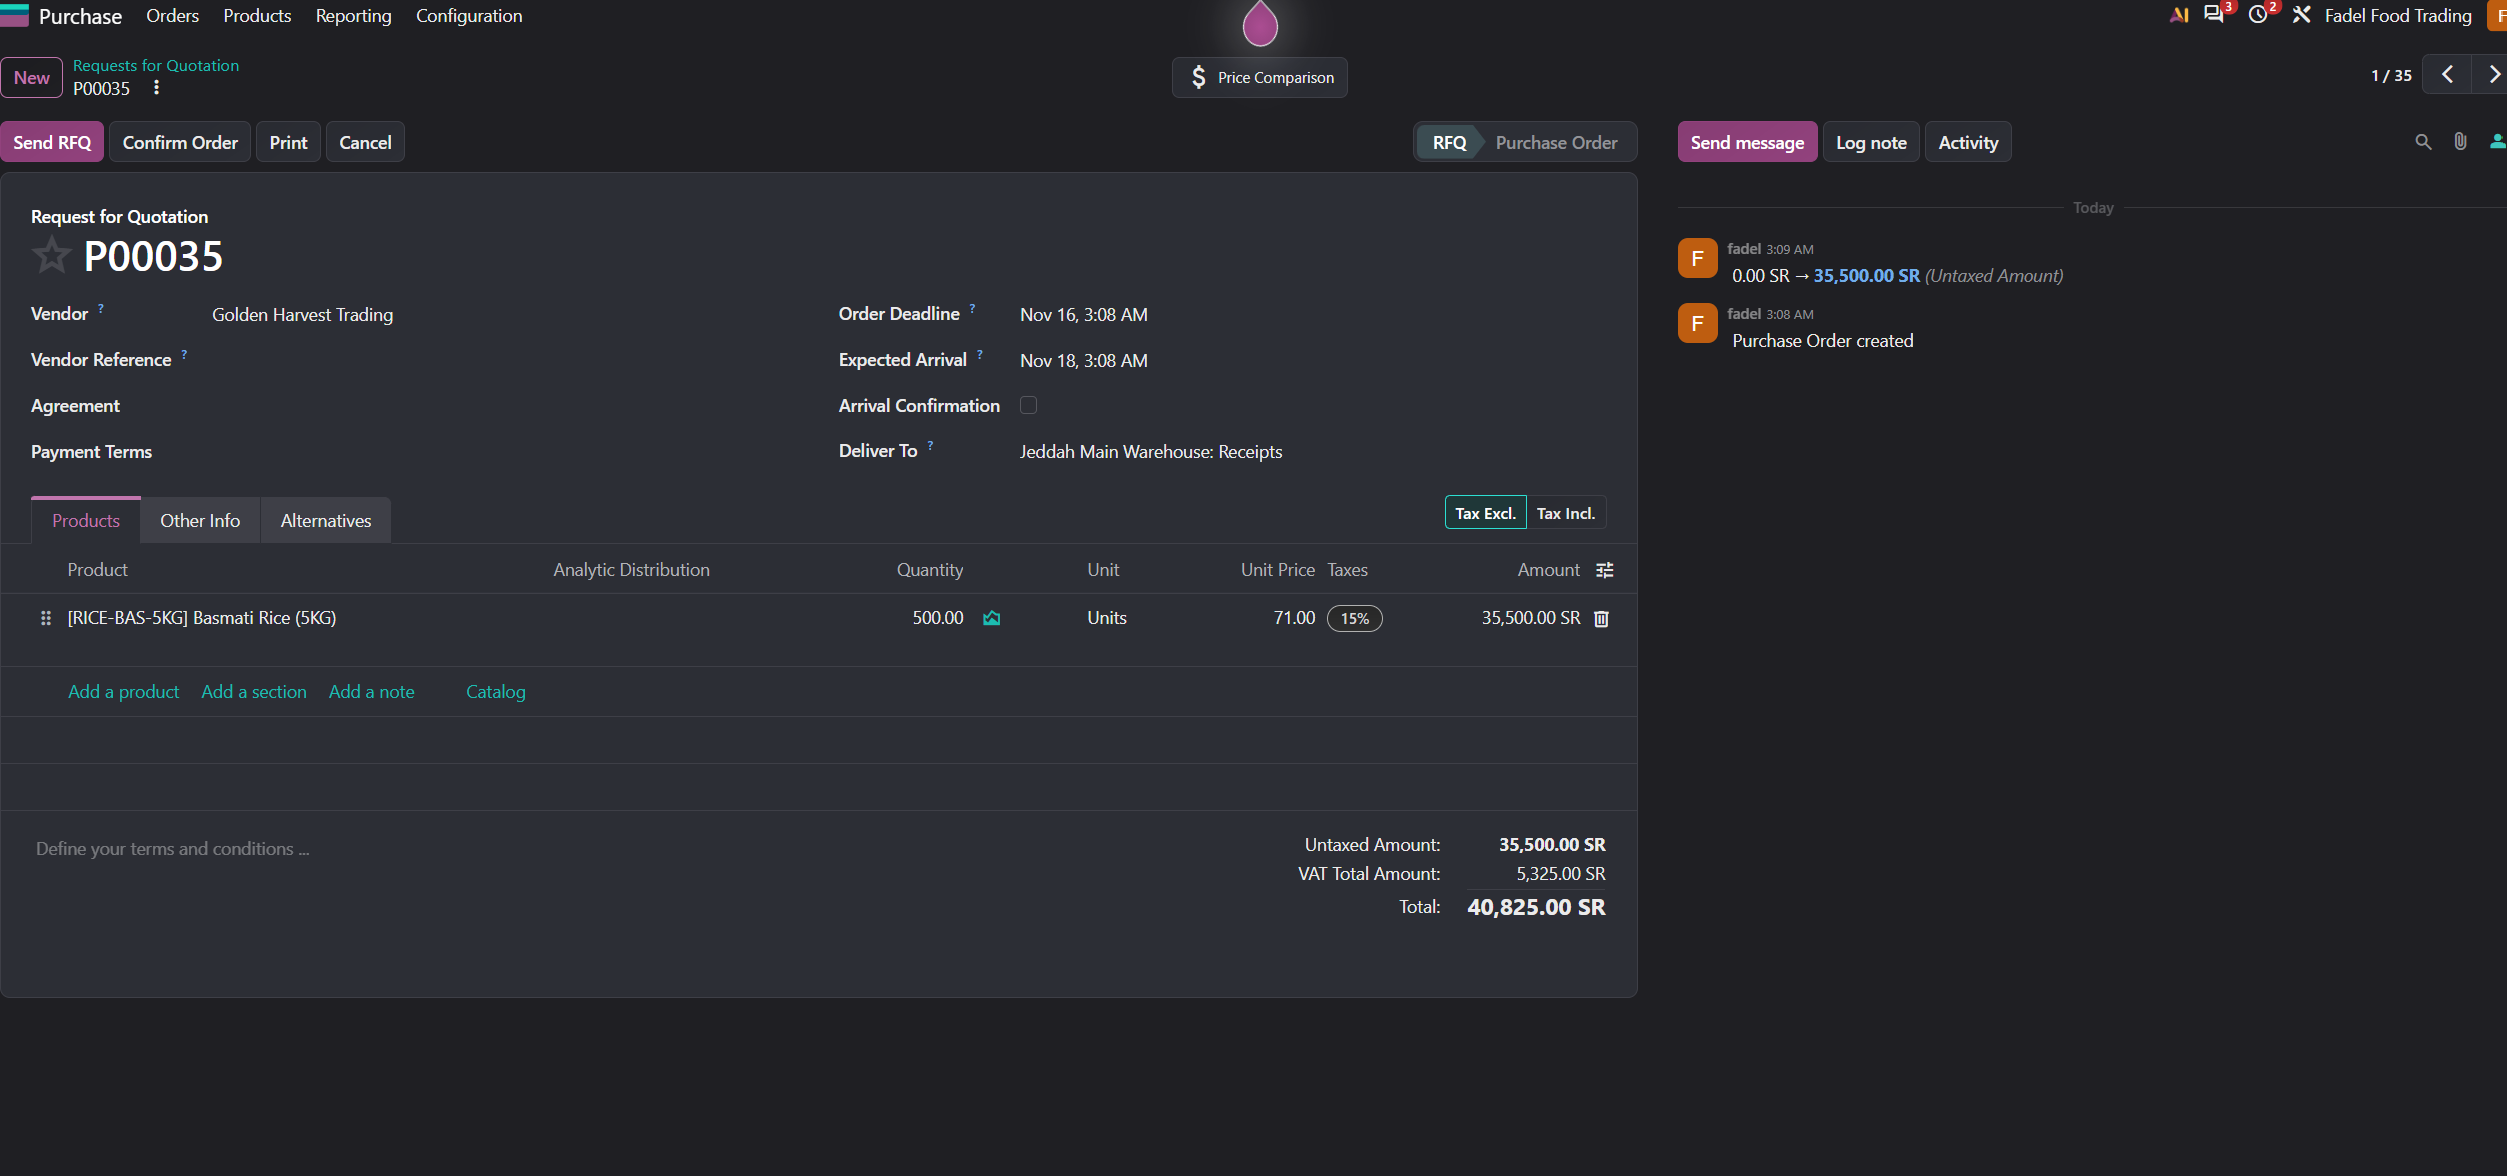 Purchase Orders Products Reporting Configuration
AI 3 2 Fadel Food Trading F
New Requests for Quotation
P00035
$ Price Comparison
1 / 35
Send RFQ Confirm Order Print Cancel
RFQ Purchase Order
Send message Log note Activity
Request for Quotation
P00035
Vendor ? Golden Harvest Trading
Order Deadline ? Nov 16, 3:08 AM
Vendor Reference ?
Expected Arrival ? Nov 18, 3:08 AM
Agreement
Arrival Confirmation
Payment Terms
Deliver To ? Jeddah Main Warehouse: Receipts
Products Other Info Alternatives
Tax Excl. Tax Incl.
Product Analytic Distribution Quantity Unit Unit Price Taxes Amount
[RICE-BAS-5KG] Basmati Rice (5KG) 500.00 Units 71.00 15% 35,500.00 SR
Add a product Add a section Add a note Catalog
Define your terms and conditions ...
Untaxed Amount: 35,500.00 SR
VAT Total Amount: 5,325.00 SR
Total: 40,825.00 SR
Today
F fadel 3:09 AM
0.00 SR → 35,500.00 SR (Untaxed Amount)
F fadel 3:08 AM
Purchase Order created